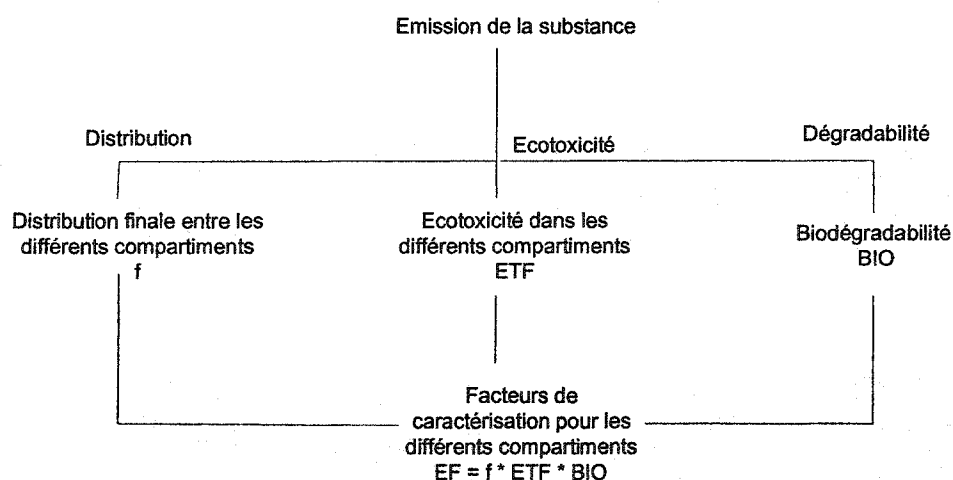 Emission de la substance
Distribution
Ecotoxicité
Dégradabilité
Distribution finale entre les
différents compartiments
f
Ecotoxicité dans les
différents compartiments
ETF
Biodégradabilité
BIO
Facteurs de
caractérisation pour les
différents compartiments
EF = f * ETF * BIO